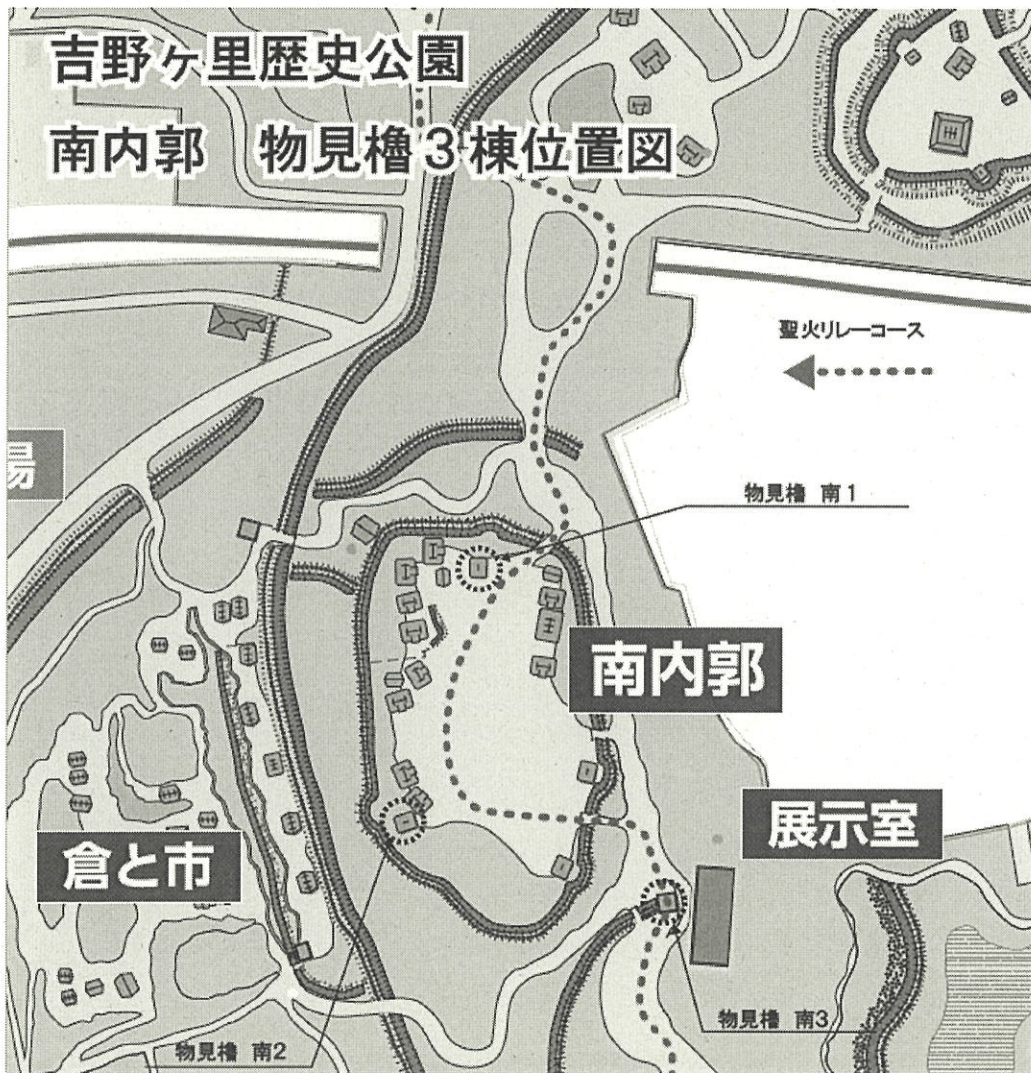 吉野ヶ里歴史公園
南内郭　物見櫓３棟位置図
聖火リレーコース
場
物見櫓 南1
南内郭
展示室
倉と市
物見櫓 南3
物見櫓 南2